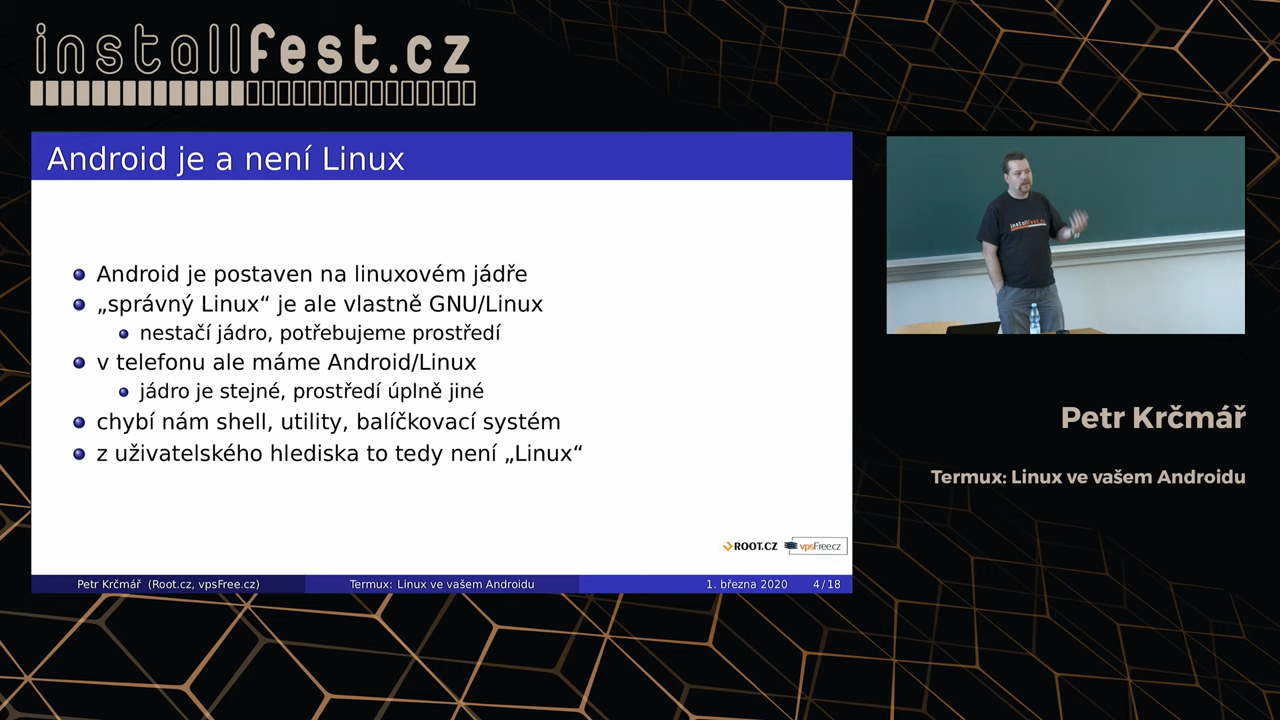 installfest.cz
Android je a není Linux
Android je postaven na linuxovém jádře
„správný Linux“ je ale vlastně GNU/Linux
nestačí jádro, potřebujeme prostředí
v telefonu ale máme Android/Linux
jádro je stejné, prostředí úplně jiné
chybí nám shell, utility, balíčkovací systém
z uživatelského hlediska to tedy není „Linux“
ROOT.CZ vpsFree.cz
Petr Krčmář (Root.cz, vpsFree.cz) Termux: Linux ve vašem Androidu 1. března 2020 4/18
installfest.cz
Petr Krčmář
Termux: Linux ve vašem Androidu